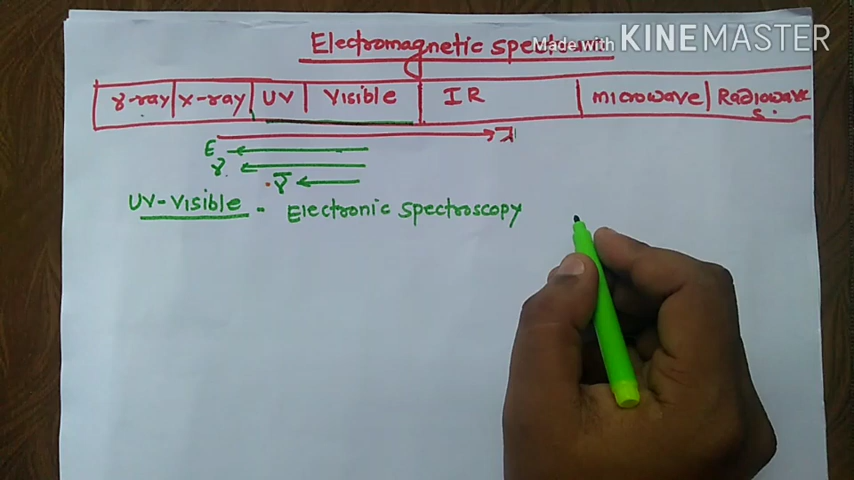 Electromagnetic spectrum
Made with KINEMASTER
γ-ray x-ray UV Visible IR microwave Radiowaves.
λ
E
γ
γ̅
UV-Visible - Electronic spectroscopy